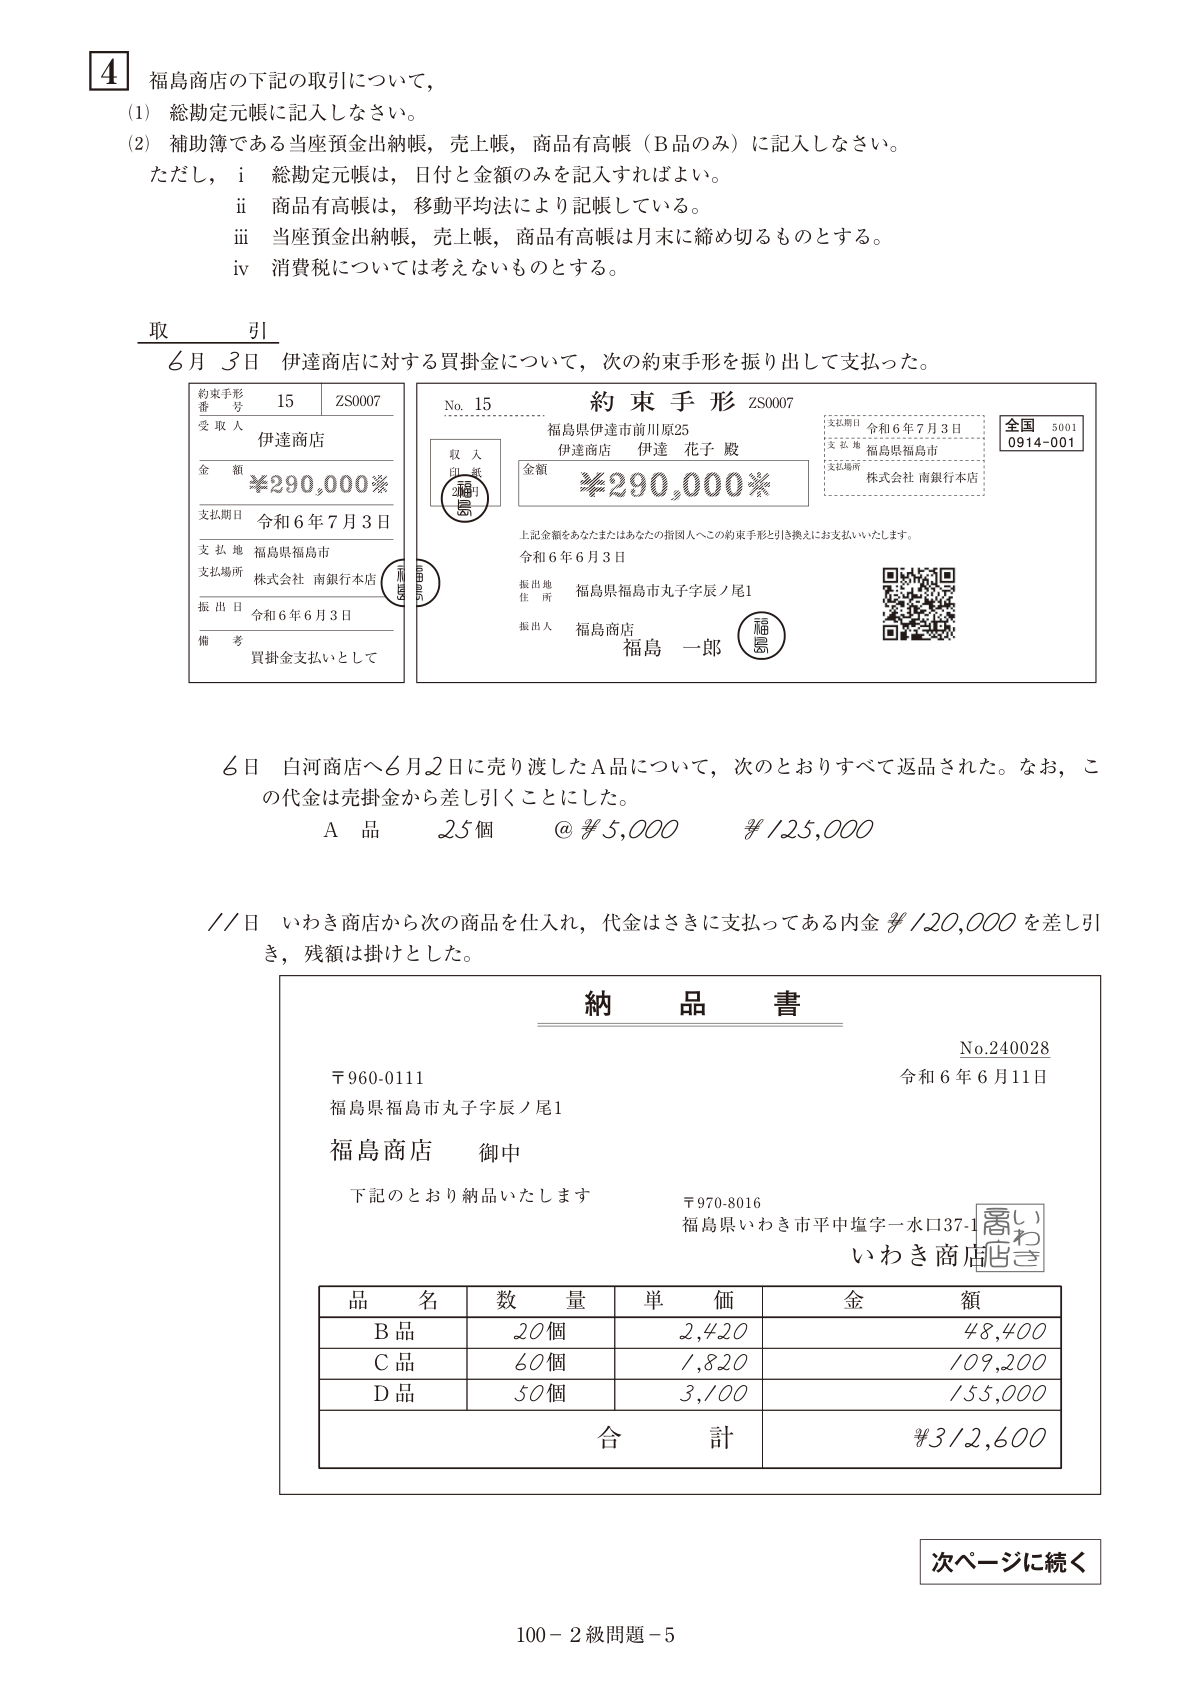 4 福島商店の下記の取引について，
(1) 総勘定元帳に記入しなさい。
(2) 補助簿である当座預金出納帳，売上帳，商品有高帳（Ｂ品のみ）に記入しなさい。
ただし， ⅰ 総勘定元帳は，日付と金額のみを記入すればよい。
ⅱ 商品有高帳は，移動平均法により記帳している。
ⅲ 当座預金出納帳，売上帳，商品有高帳は月末に締め切るものとする。
ⅳ 消費税については考えないものとする。
取 引
6月 3日 伊達商店に対する買掛金について，次の約束手形を振り出して支払った。
約束手形番号 15 ZS0007
受取人 伊達商店
金額 ¥290,000※
支払期日 令和６年７月３日
支払地 福島県福島市
支払場所 株式会社 南銀行本店
振出日 令和６年６月３日
備考 買掛金支払いとして
福島
No. 15 約束手形 ZS0007
福島県伊達市前川原25
伊達商店 伊達 花子 殿
収入
印紙
福島
金額 ¥290,000※
支払期日 令和６年７月３日
支払地 福島県福島市
支払場所 株式会社 南銀行本店
全国 5001
0914-001
上記金額をあなたまたはあなたの指図人へこの約束手形と引き換えにお支払いいたします。
令和６年６月３日
振出地 住所 福島県福島市丸子字辰ノ尾1
振出人 福島商店
福島 一郎 福島
6日 白河商店へ6月2日に売り渡したＡ品について，次のとおりすべて返品された。なお，こ
の代金は売掛金から差し引くことにした。
Ａ 品 25個 @¥5,000 ¥125,000
11日 いわき商店から次の商品を仕入れ，代金はさきに支払ってある内金¥120,000を差し引
き，残額は掛けとした。
納品書
No.240028
令和６年６月11日
〒960-0111
福島県福島市丸子字辰ノ尾1
福島商店 御中
下記のとおり納品いたします
〒970-8016
福島県いわき市平中塩字一水口37-1
いわき商店
いわき商店
品名 数量 単価 金額
Ｂ品 20個 2,420 48,400
Ｃ品 60個 1,820 109,200
Ｄ品 50個 3,100 155,000
合計 ¥312,600
次ページに続く
100－２級問題－5